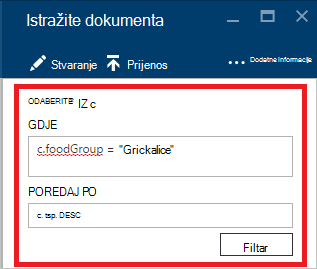 Istražite dokumenta
Stvaranje Prijenos ... Dodatne informacije
ODABERITE* IZ c
GDJE
c.foodGroup = "Grickalice"
POREDAJ PO
c. tsp. DESC
Filtar